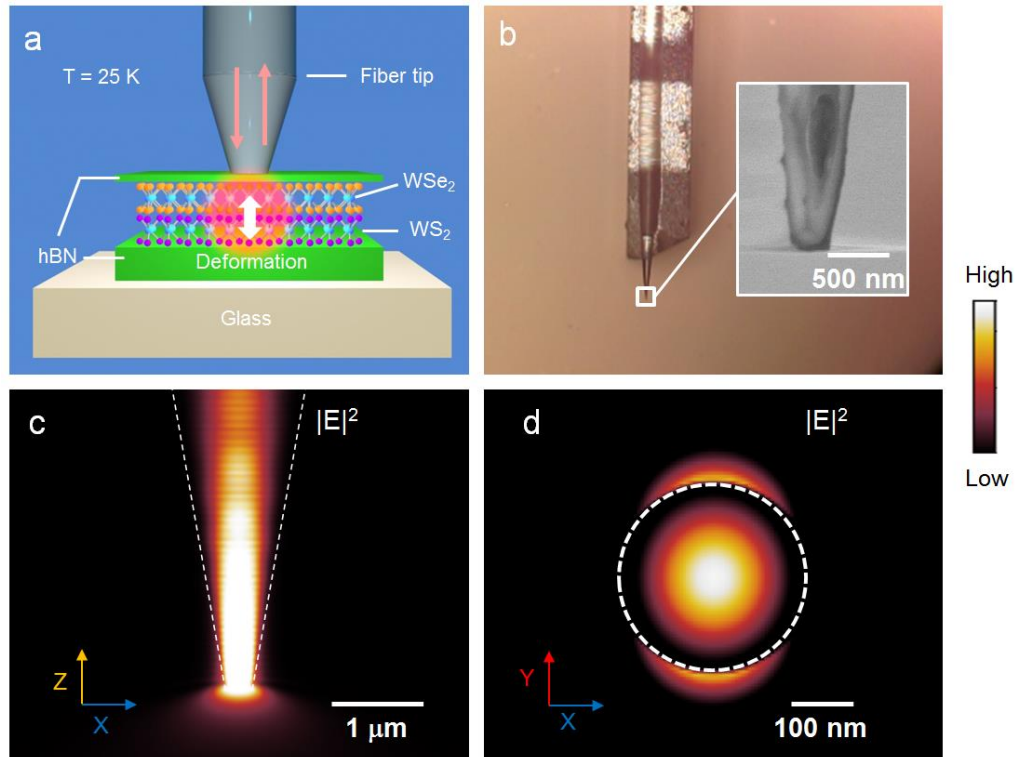 a
T = 25 K
Fiber tip
WSe₂
WS₂
hBN
Deformation
Glass
b
500 nm
High
Low
c
|E|²
Z
X
1 μm
d
|E|²
Y
X
100 nm